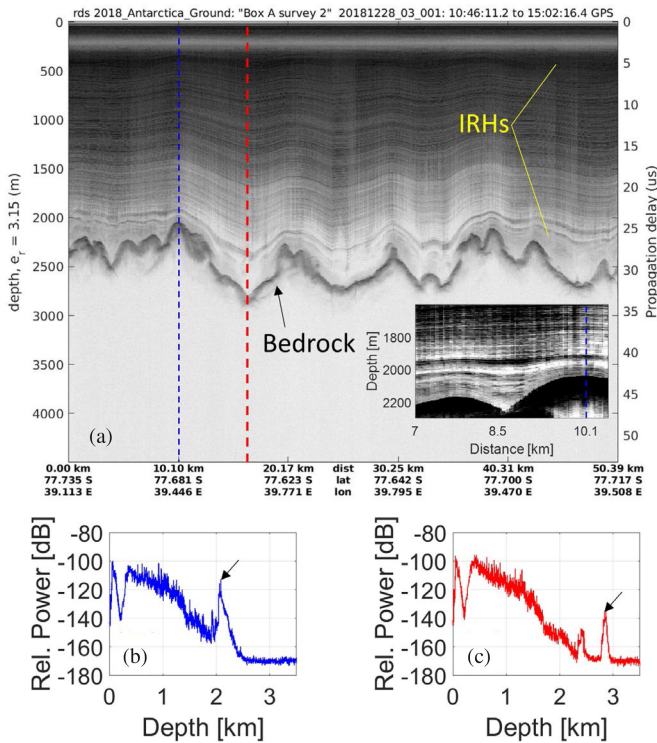 rds 2018_Antarctica_Ground: "Box A survey 2" 20181228_03_001: 10:46:11.2 to 15:02:16.4 GPS
0 0
500 5
1000 10
1500 15
2000 20
2500 25
3000 30
3500 35
4000 40
45
50
depth, e_r = 3.15 (m)
Propagation delay (us)
IRHs
Bedrock
(a)
Depth [m]
1800
2000
2200
7 8.5 10.1
Distance [km]
0.00 km 10.10 km 20.17 km dist 30.25 km 40.31 km 50.39 km
77.735 S 77.681 S 77.623 S lat 77.642 S 77.700 S 77.717 S
39.113 E 39.446 E 39.771 E lon 39.795 E 39.470 E 39.508 E
Rel. Power [dB]
-80
-100
-120
-140
-160
-180
0 1 2 3
Depth [km]
(b)
Rel. Power [dB]
-80
-100
-120
-140
-160
-180
0 1 2 3
Depth [km]
(c)